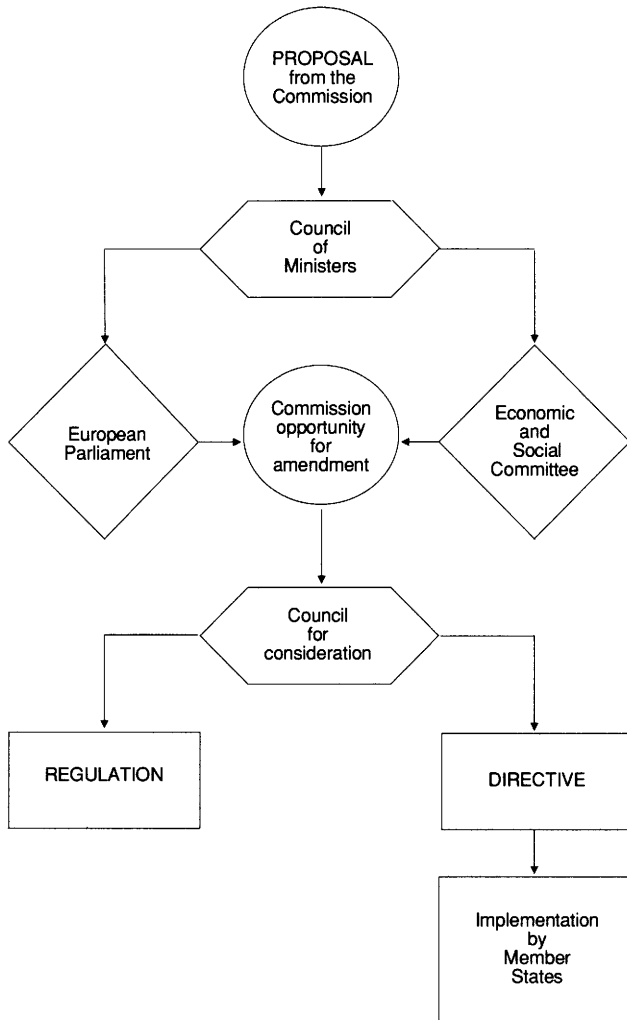 PROPOSAL
from the
Commission
Council
of
Ministers
European
Parliament
Commission
opportunity
for
amendment
Economic
and
Social
Committee
Council
for
consideration
REGULATION
DIRECTIVE
Implementation
by
Member
States